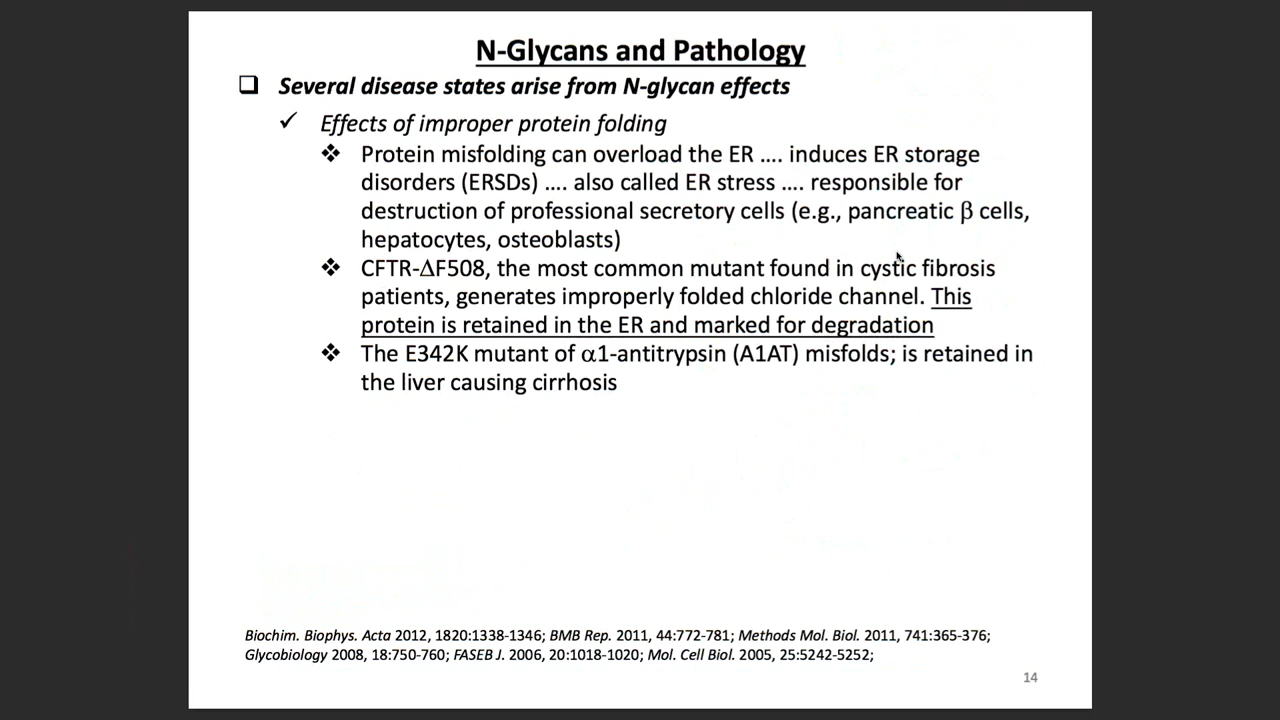 N-Glycans and Pathology
❑ Several disease states arise from N-glycan effects
✓ Effects of improper protein folding
❖ Protein misfolding can overload the ER .... induces ER storage
disorders (ERSDs) .... also called ER stress .... responsible for
destruction of professional secretory cells (e.g., pancreatic β cells,
hepatocytes, osteoblasts)
❖ CFTR-ΔF508, the most common mutant found in cystic fibrosis
patients, generates improperly folded chloride channel. This
protein is retained in the ER and marked for degradation
❖ The E342K mutant of α1-antitrypsin (A1AT) misfolds; is retained in
the liver causing cirrhosis
Biochim. Biophys. Acta 2012, 1820:1338-1346; BMB Rep. 2011, 44:772-781; Methods Mol. Biol. 2011, 741:365-376;
Glycobiology 2008, 18:750-760; FASEB J. 2006, 20:1018-1020; Mol. Cell Biol. 2005, 25:5242-5252;
14